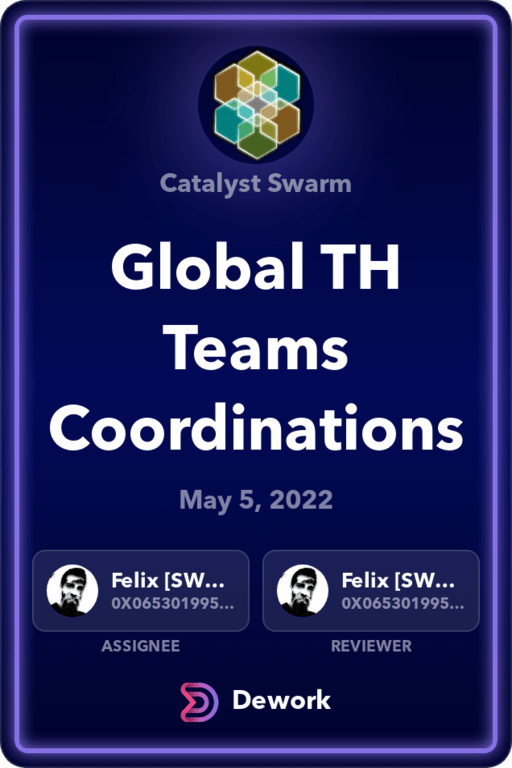 Catalyst Swarm
Global TH
Teams
Coordinations
May 5, 2022
Felix [SW...
0X065301995...
Felix [SW...
0X065301995...
ASSIGNEE
REVIEWER
Dework